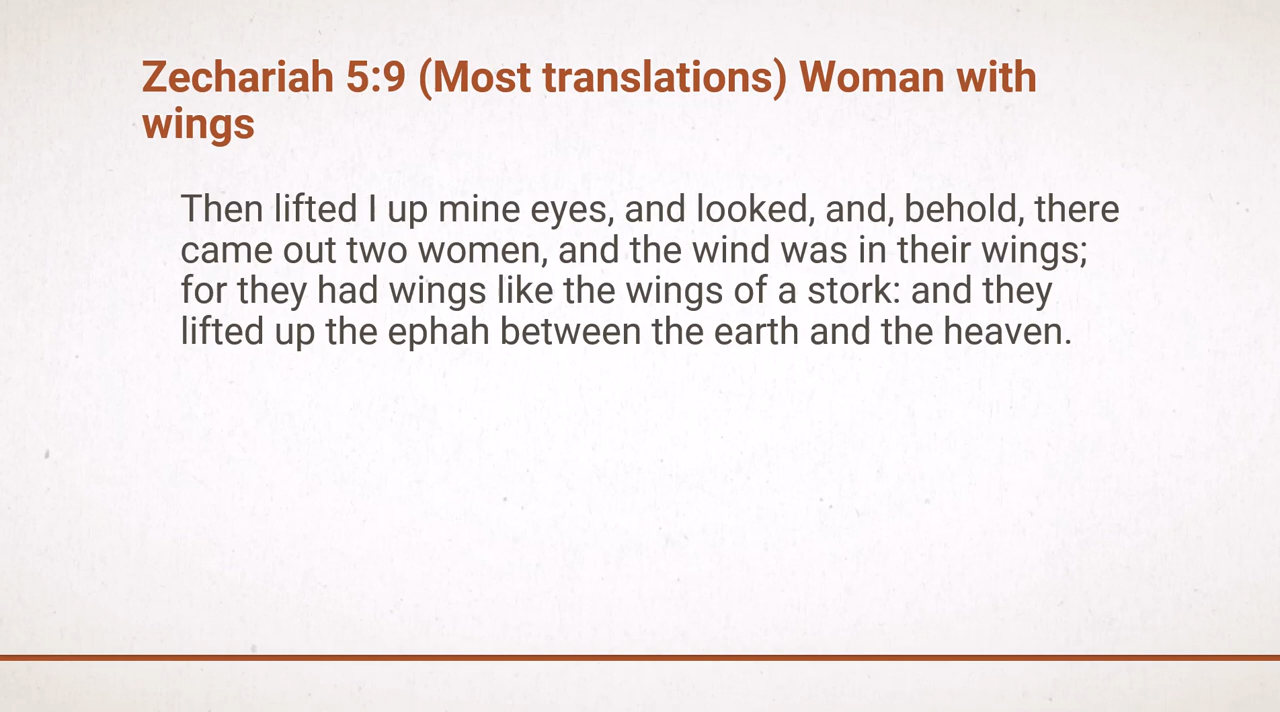 Zechariah 5:9 (Most translations) Woman with
wings
Then lifted I up mine eyes, and looked, and, behold, there
came out two women, and the wind was in their wings;
for they had wings like the wings of a stork: and they
lifted up the ephah between the earth and the heaven.